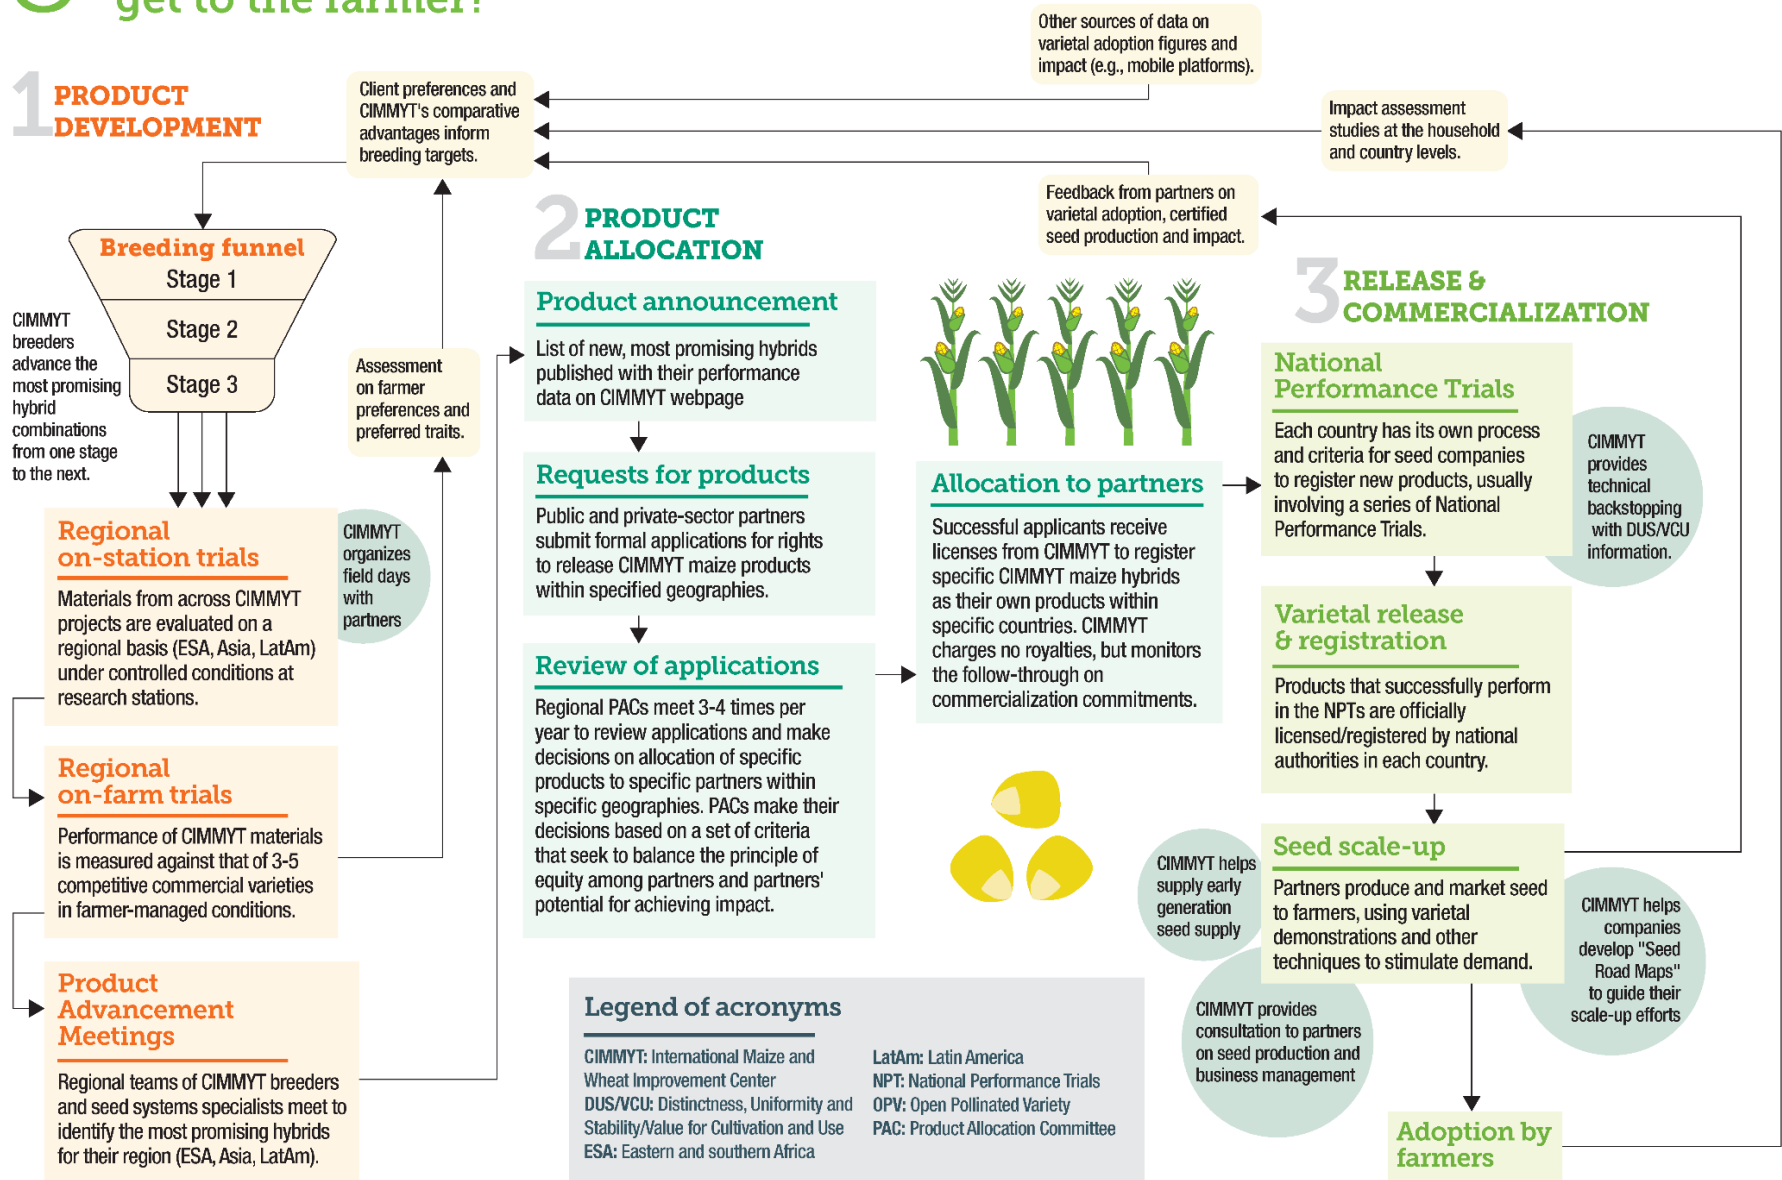 get to the farmer?
1 PRODUCT
DEVELOPMENT
Client preferences and
CIMMYT's comparative
advantages inform
breeding targets.
Other sources of data on
varietal adoption figures and
impact (e.g., mobile platforms).
Impact assessment
studies at the household
and country levels.
Feedback from partners on
varietal adoption, certified
seed production and impact.
Breeding funnel
Stage 1
Stage 2
Stage 3
CIMMYT
breeders
advance the
most promising
hybrid
combinations
from one stage
to the next.
Assessment
on farmer
preferences and
preferred traits.
Regional
on-station trials
Materials from across CIMMYT
projects are evaluated on a
regional basis (ESA, Asia, LatAm)
under controlled conditions at
research stations.
CIMMYT
organizes
field days
with
partners
Regional
on-farm trials
Performance of CIMMYT materials
is measured against that of 3-5
competitive commercial varieties
in farmer-managed conditions.
Product
Advancement
Meetings
Regional teams of CIMMYT breeders
and seed systems specialists meet to
identify the most promising hybrids
for their region (ESA, Asia, LatAm).
2 PRODUCT
ALLOCATION
Product announcement
List of new, most promising hybrids
published with their performance
data on CIMMYT webpage
Requests for products
Public and private-sector partners
submit formal applications for rights
to release CIMMYT maize products
within specified geographies.
Review of applications
Regional PACs meet 3-4 times per
year to review applications and make
decisions on allocation of specific
products to specific partners within
specific geographies. PACs make their
decisions based on a set of criteria
that seek to balance the principle of
equity among partners and partners'
potential for achieving impact.
Allocation to partners
Successful applicants receive
licenses from CIMMYT to register
specific CIMMYT maize hybrids
as their own products within
specific countries. CIMMYT
charges no royalties, but monitors
the follow-through on
commercialization commitments.
3 RELEASE &
COMMERCIALIZATION
National
Performance Trials
Each country has its own process
and criteria for seed companies
to register new products, usually
involving a series of National
Performance Trials.
CIMMYT
provides
technical
backstopping
with DUS/VCU
information.
Varietal release
& registration
Products that successfully perform
in the NPTs are officially
licensed/registered by national
authorities in each country.
Seed scale-up
Partners produce and market seed
to farmers, using varietal
demonstrations and other
techniques to stimulate demand.
CIMMYT helps
supply early
generation
seed supply
CIMMYT provides
consultation to partners
on seed production and
business management
CIMMYT helps
companies
develop "Seed
Road Maps"
to guide their
scale-up efforts
Adoption by
farmers
Legend of acronyms
CIMMYT: International Maize and
Wheat Improvement Center
DUS/VCU: Distinctness, Uniformity and
Stability/Value for Cultivation and Use
ESA: Eastern and southern Africa
LatAm: Latin America
NPT: National Performance Trials
OPV: Open Pollinated Variety
PAC: Product Allocation Committee